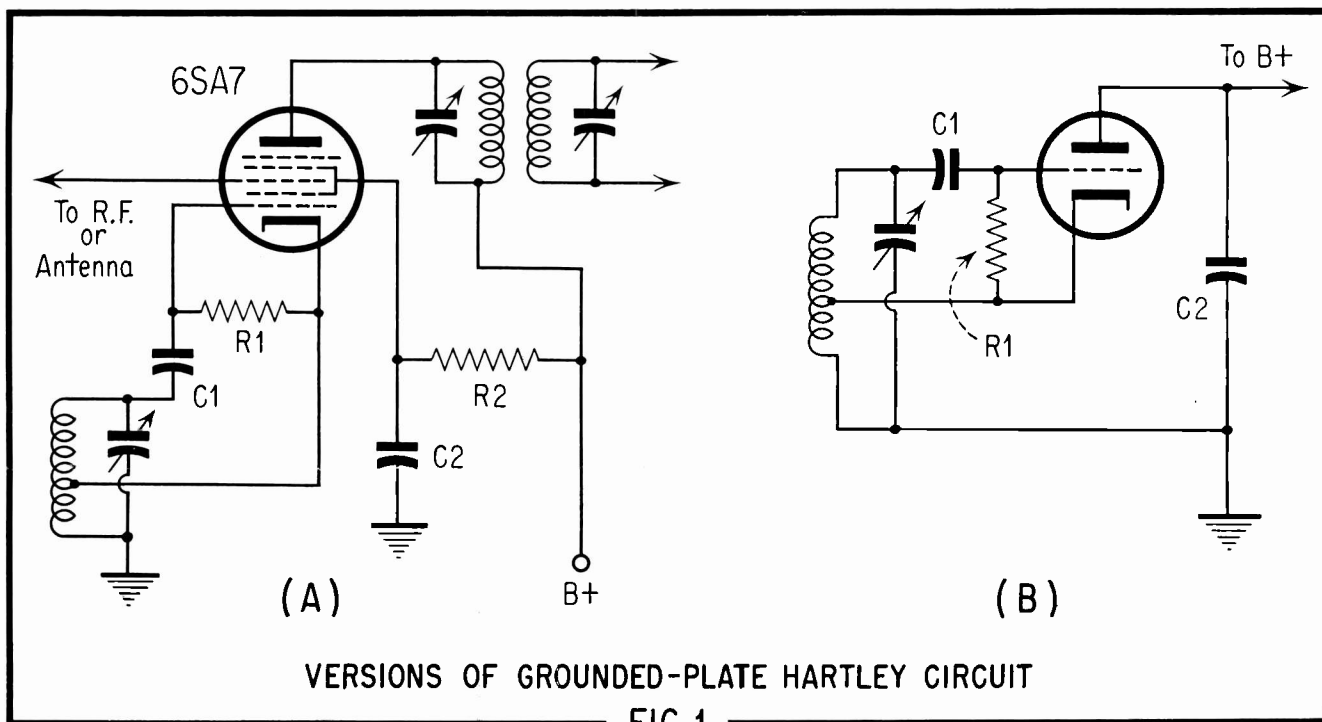 6SA7
To R.F.
or
Antenna
R1
C1
R2
C2
B+
(A)
To B+
C1
R1
C2
(B)
VERSIONS OF GROUNDED-PLATE HARTLEY CIRCUIT
FIG 1